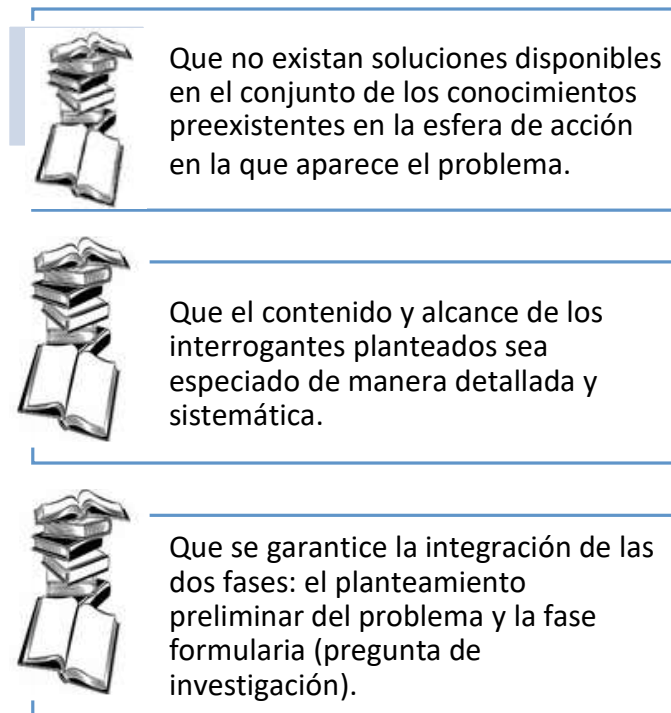 Que no existan soluciones disponibles
en el conjunto de los conocimientos
preexistentes en la esfera de acción
en la que aparece el problema.
Que el contenido y alcance de los
interrogantes planteados sea
especiado de manera detallada y
sistemática.
Que se garantice la integración de las
dos fases: el planteamiento
preliminar del problema y la fase
formularia (pregunta de
investigación).